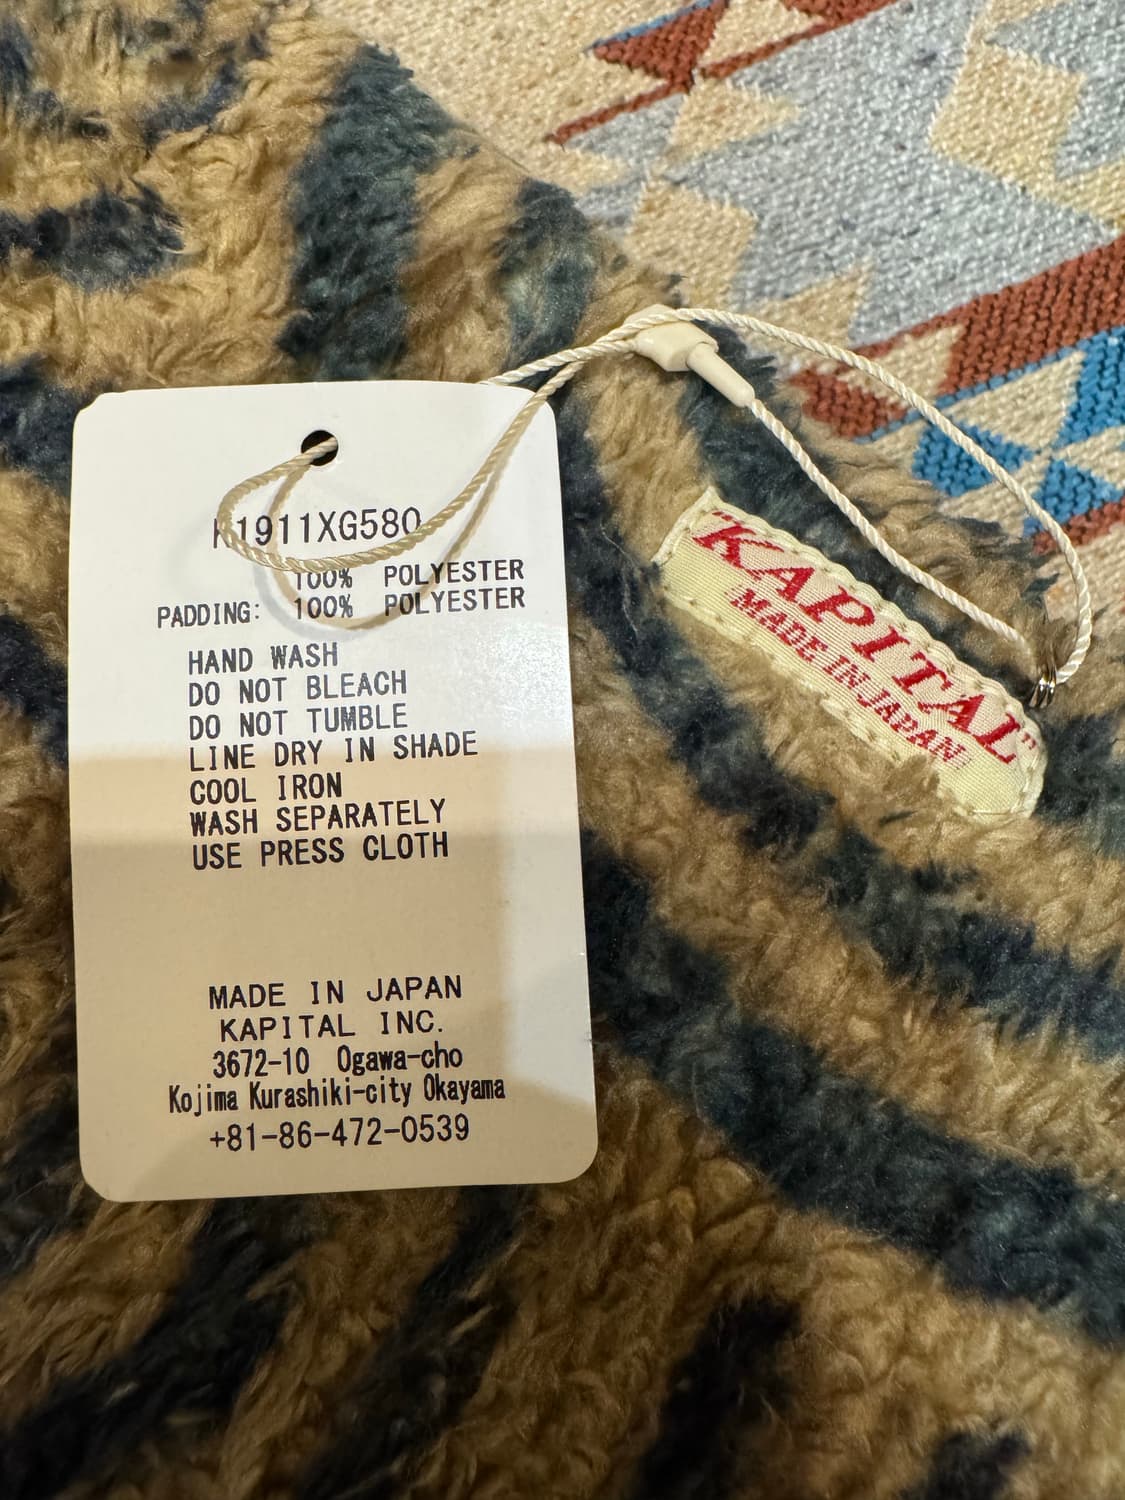 K1911XG580
100% POLYESTER
PADDING: 100% POLYESTER
HAND WASH
DO NOT BLEACH
DO NOT TUMBLE
LINE DRY IN SHADE
COOL IRON
WASH SEPARATELY
USE PRESS CLOTH
MADE IN JAPAN
KAPITAL INC.
3672-10 Ogawa-cho
Kojima Kurashiki-city Okayama
+81-86-472-0539
"KAPITAL"
MADE IN JAPAN